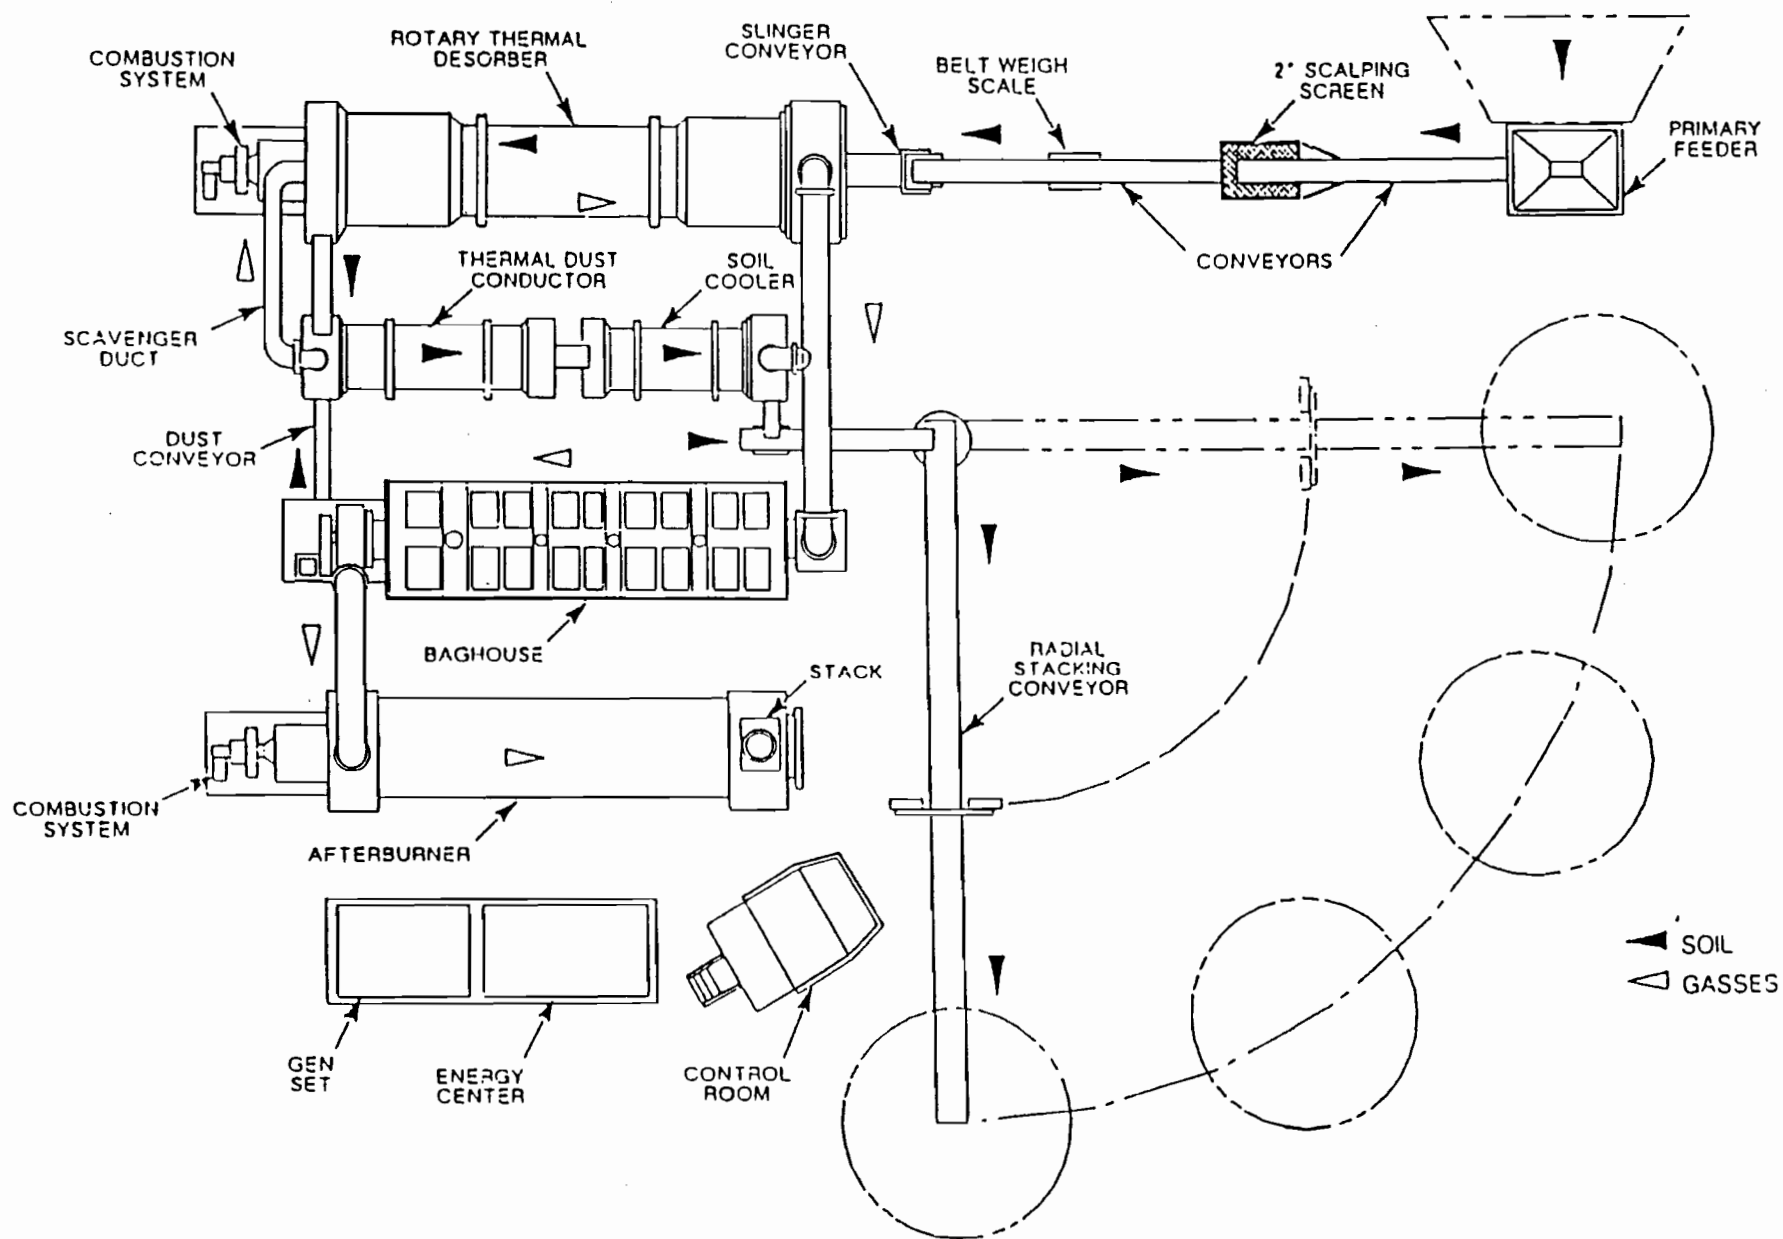 COMBUSTION
SYSTEM
ROTARY THERMAL
DESORBER
SLINGER
CONVEYOR
BELT WEIGH
SCALE
2" SCALPING
SCREEN
PRIMARY
FEEDER
CONVEYORS
THERMAL DUST
CONDUCTOR
SOIL
COOLER
SCAVENGER
DUCT
DUST
CONVEYOR
BAGHOUSE
STACK
RADIAL
STACKING
CONVEYOR
COMBUSTION
SYSTEM
AFTERBURNER
GEN
SET
ENERGY
CENTER
CONTROL
ROOM
SOIL
GASSES